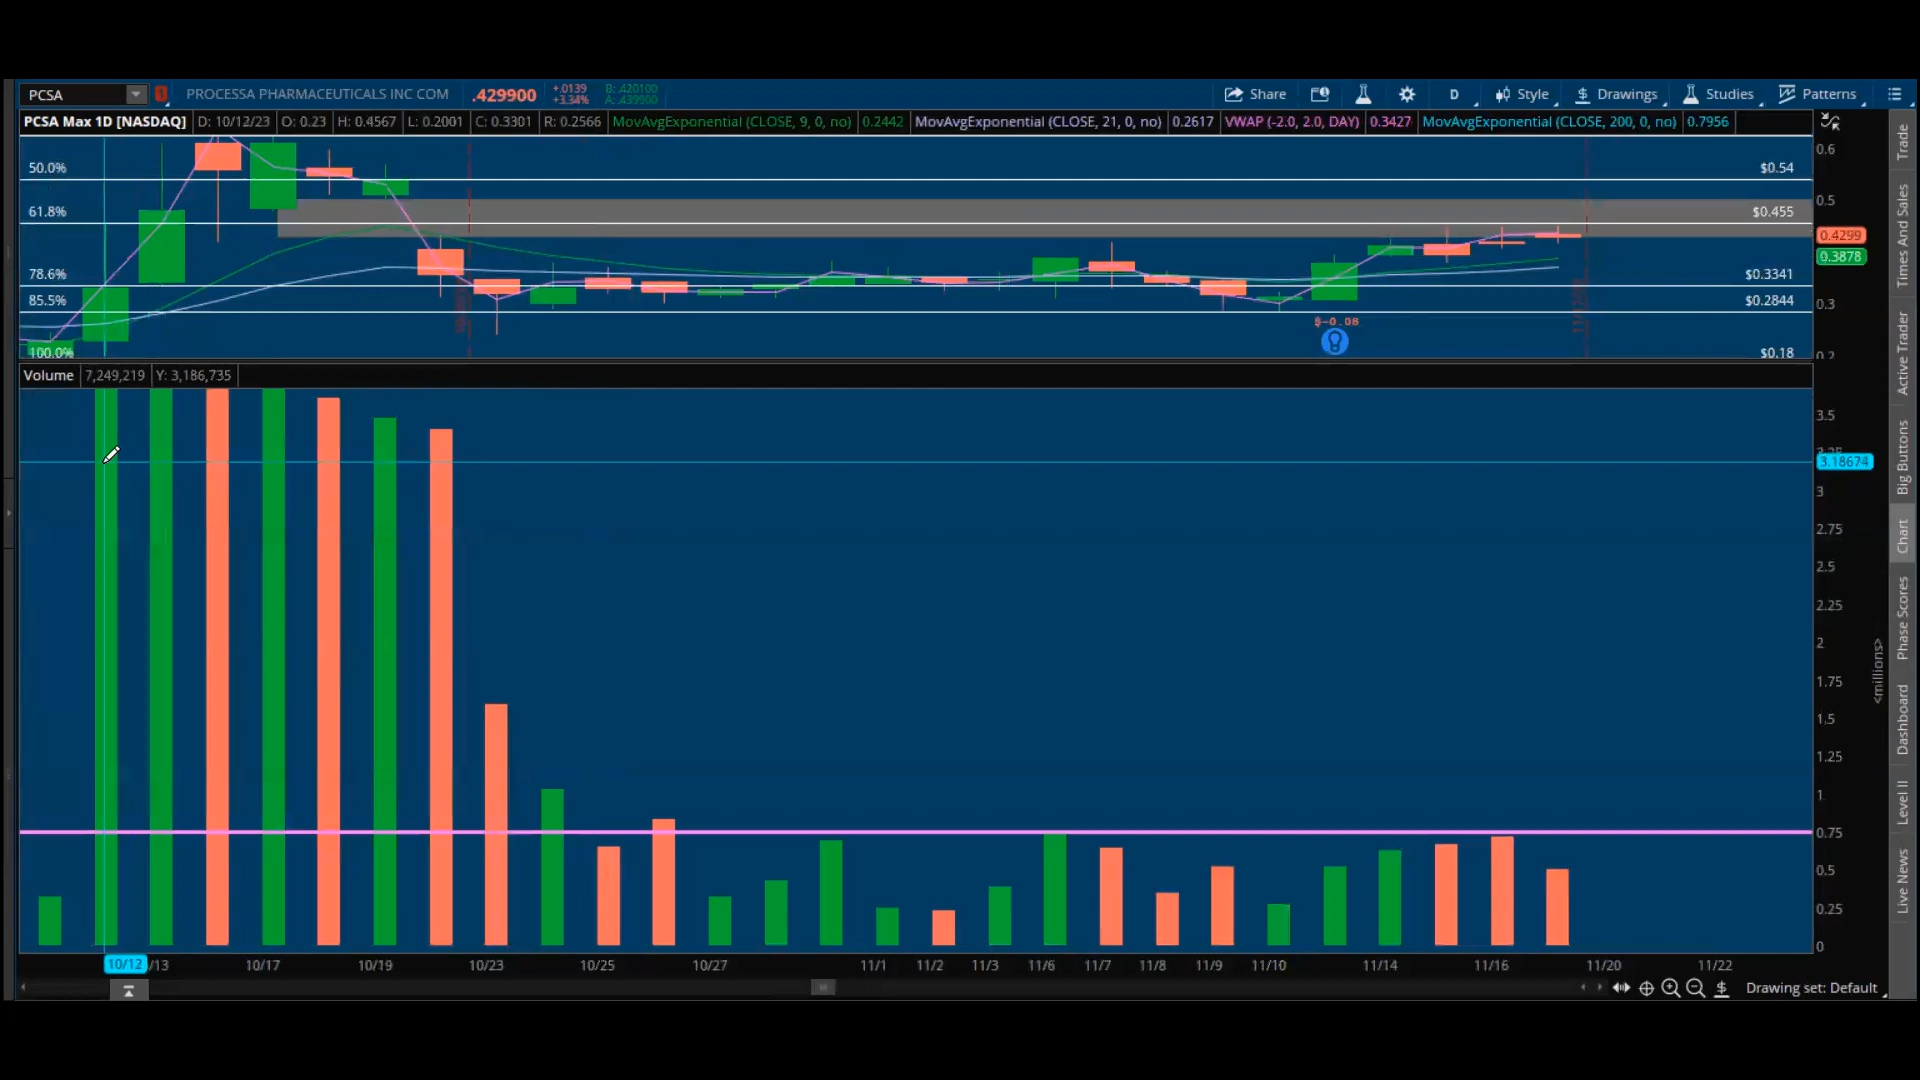 PCSA
1
PROCESSA PHARMACEUTICALS INC COM
.429900
+.0139
+3.34%
B: .420100
A: .439900
Share
D
Style
Drawings
Studies
Patterns
PCSA Max 1D [NASDAQ] D: 10/12/23 O: 0.23 H: 0.4567 L: 0.2001 C: 0.3301 R: 0.2566 MovAvgExponential (CLOSE, 9, 0, no) 0.2442 MovAvgExponential (CLOSE, 21, 0, no) 0.2617 VWAP (-2.0, 2.0, DAY) 0.3427 MovAvgExponential (CLOSE, 200, 0, no) 0.7956
0.6
50.0% $0.54
0.5
61.8% $0.455
0.4299
0.3878
78.6% $0.3341
85.5% $0.2844
0.3
$-0.08
100.0% $0.18
0.2
Volume 7,249,219 Y: 3,186,735
3.5
3.18674
3
2.75
2.5
2.25
2
1.75
1.5
1.25
1
0.75
0.5
0.25
0
<millions>
10/12 /13 10/17 10/19 10/23 10/25 10/27 11/1 11/2 11/3 11/6 11/7 11/8 11/9 11/10 11/14 11/16 11/20 11/22
Drawing set: Default
Trade
Times And Sales
Active Trader
Big Buttons
Chart
Phase Scores
Dashboard
Level II
Live News